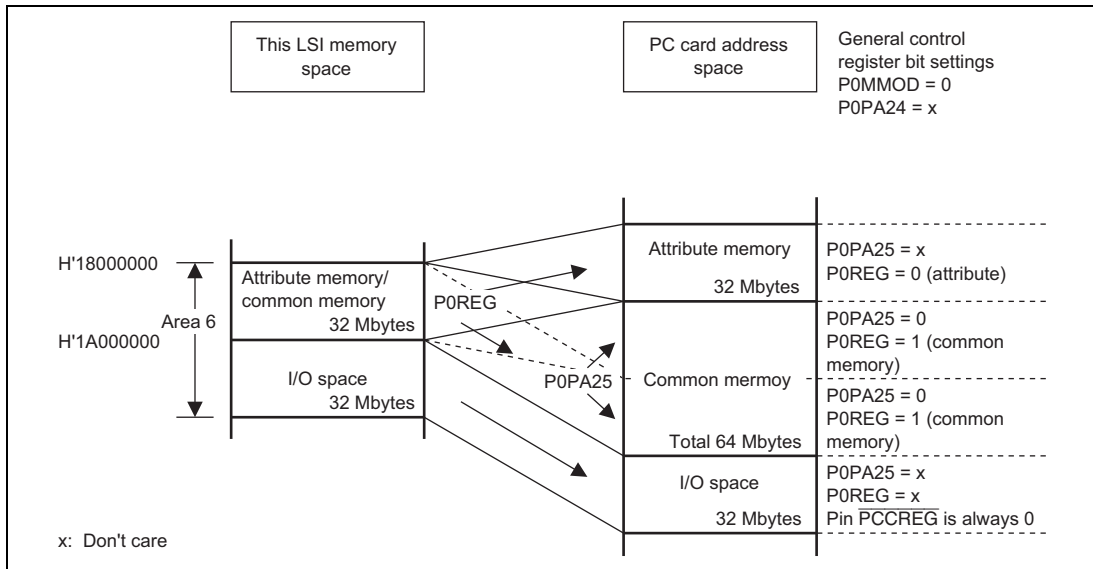 This LSI memory
space
PC card address
space
General control
register bit settings
P0MMOD = 0
P0PA24 = x
H'18000000
Area 6
H'1A000000
Attribute memory/
common memory
32 Mbytes
I/O space
32 Mbytes
P0REG
P0PA25
Attribute memory
32 Mbytes
Common mermoy
Total 64 Mbytes
I/O space
32 Mbytes
P0PA25 = x
P0REG = 0 (attribute)
P0PA25 = 0
P0REG = 1 (common
memory)
P0PA25 = 0
P0REG = 1 (common
memory)
P0PA25 = x
P0REG = x
Pin PCCREG is always 0
x: Don't care